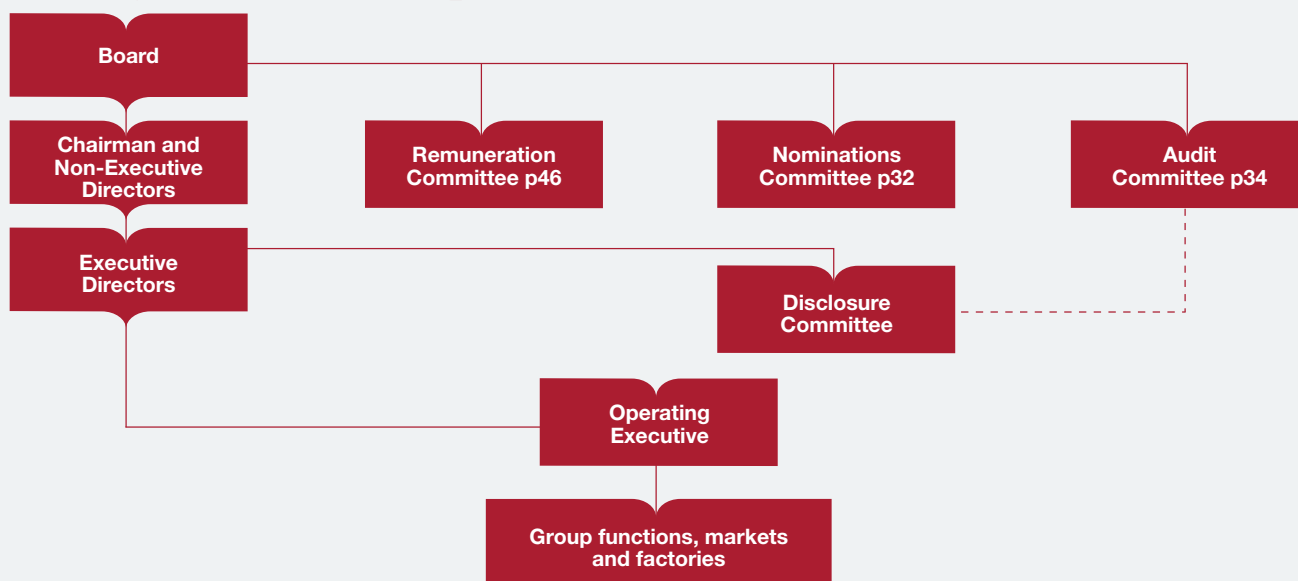 Board
Chairman and
Non-Executive
Directors
Remuneration
Committee p46
Nominations
Committee p32
Audit
Committee p34
Executive
Directors
Disclosure
Committee
Operating
Executive
Group functions, markets
and factories